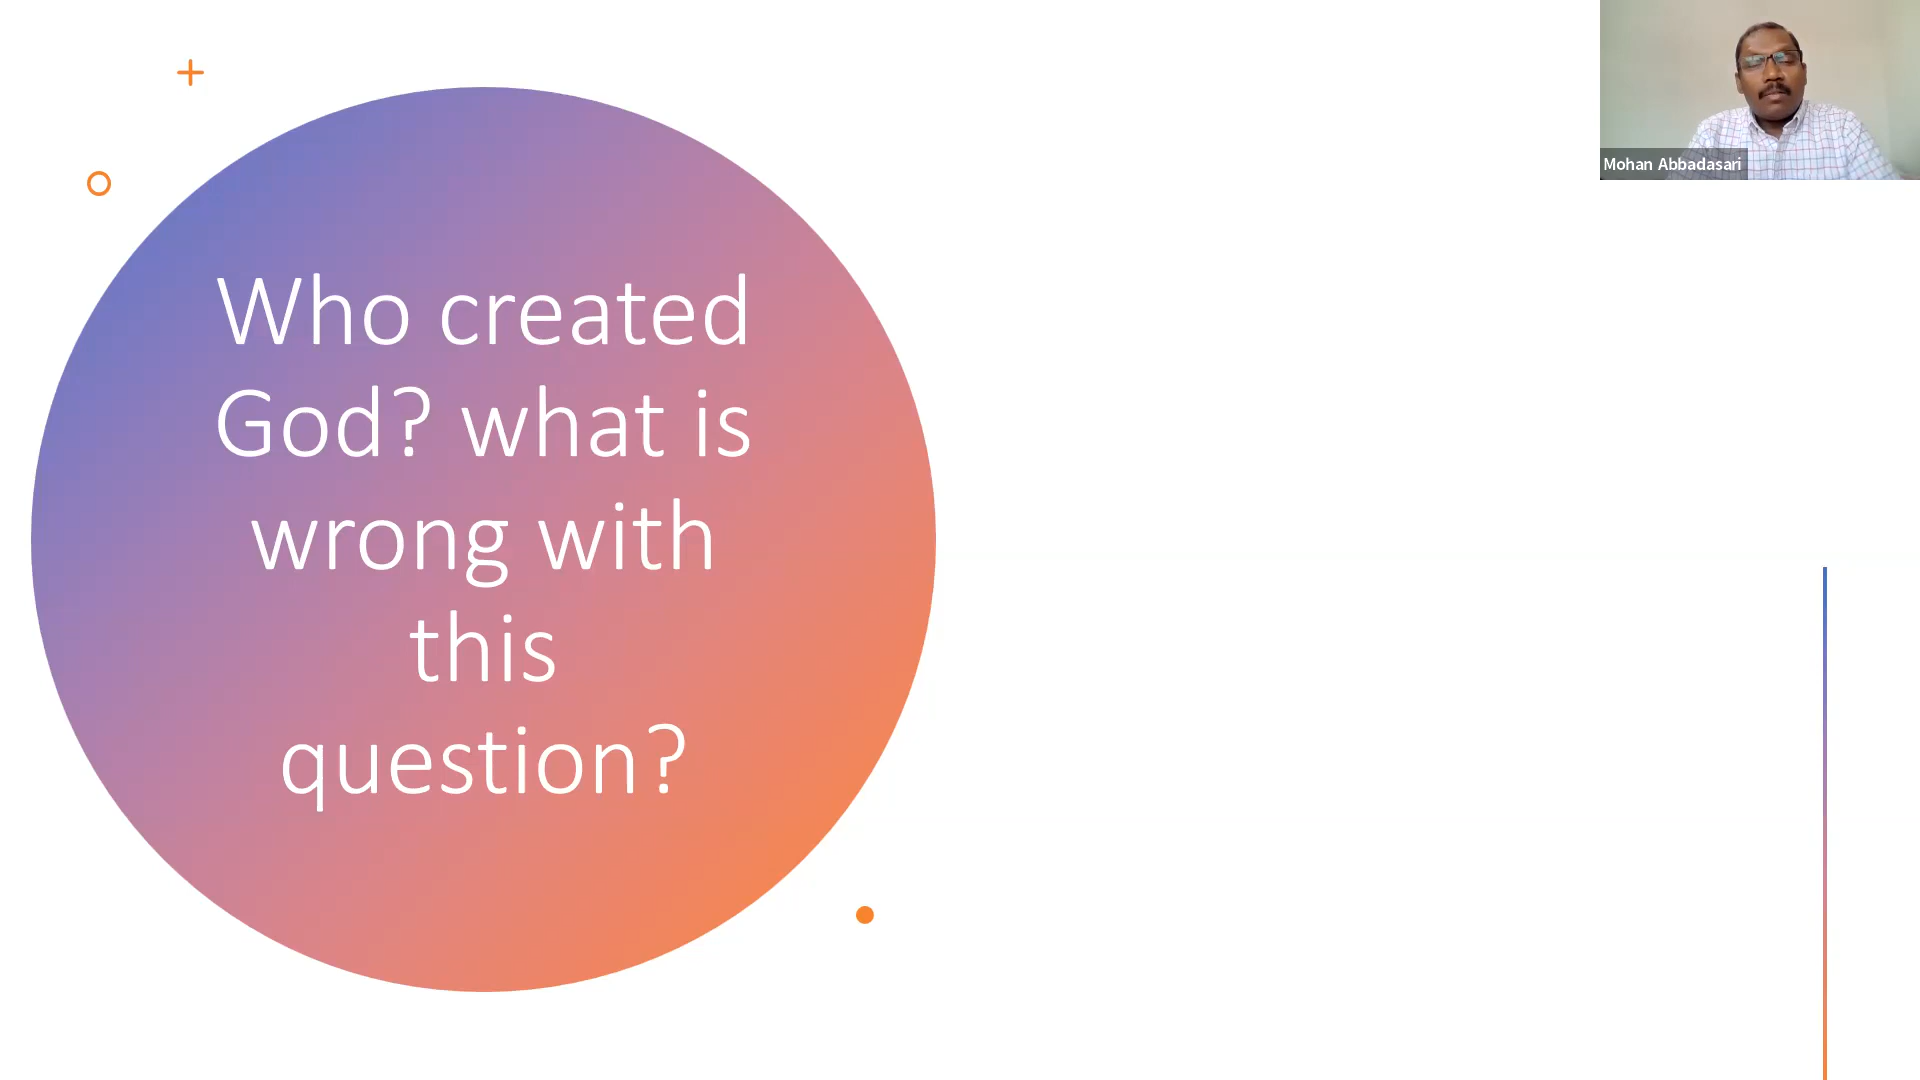 Who created
God? what is
wrong with
this
question?
Mohan Abbadasari